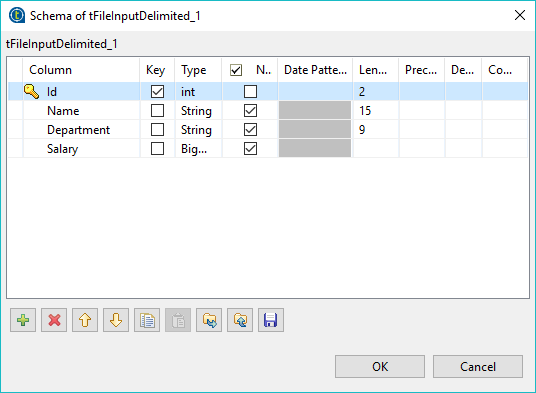 Schema of tFileInputDelimited_1
tFileInputDelimited_1
Column Key Type N.. Date Patte... Len... Prec... De... Co...
Id int 2
Name String 15
Department String 9
Salary Big...
OK Cancel